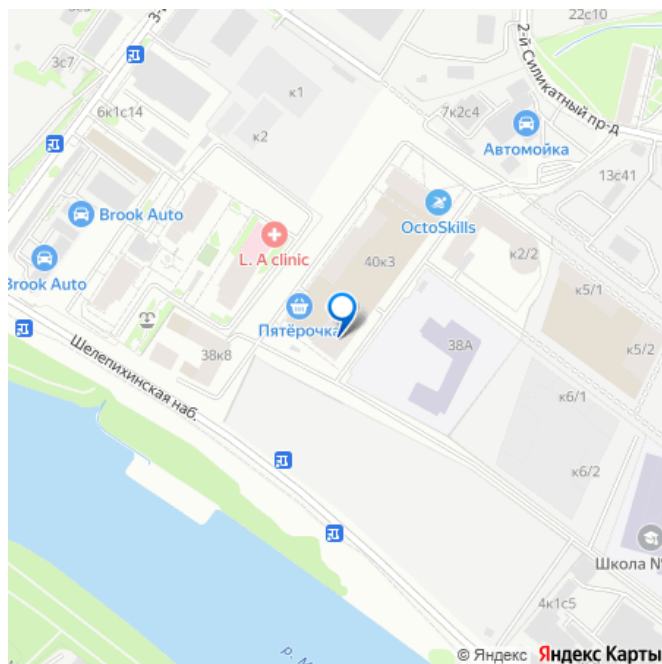 22с10
3с7
2-й Силикатный пр-д
6к1с14
к1
7к2с4
к2
Автомойка
13с41
Brook Auto
OctoSkills
L. A clinic
к2/2
40к3
Brook Auto
к5/1
Пятёрочка
38А
к5/2
38к8
Шелепихинская наб.
к6/1
к6/2
Школа №
4к1с5
р. М
© Яндекс Яндекс Карты